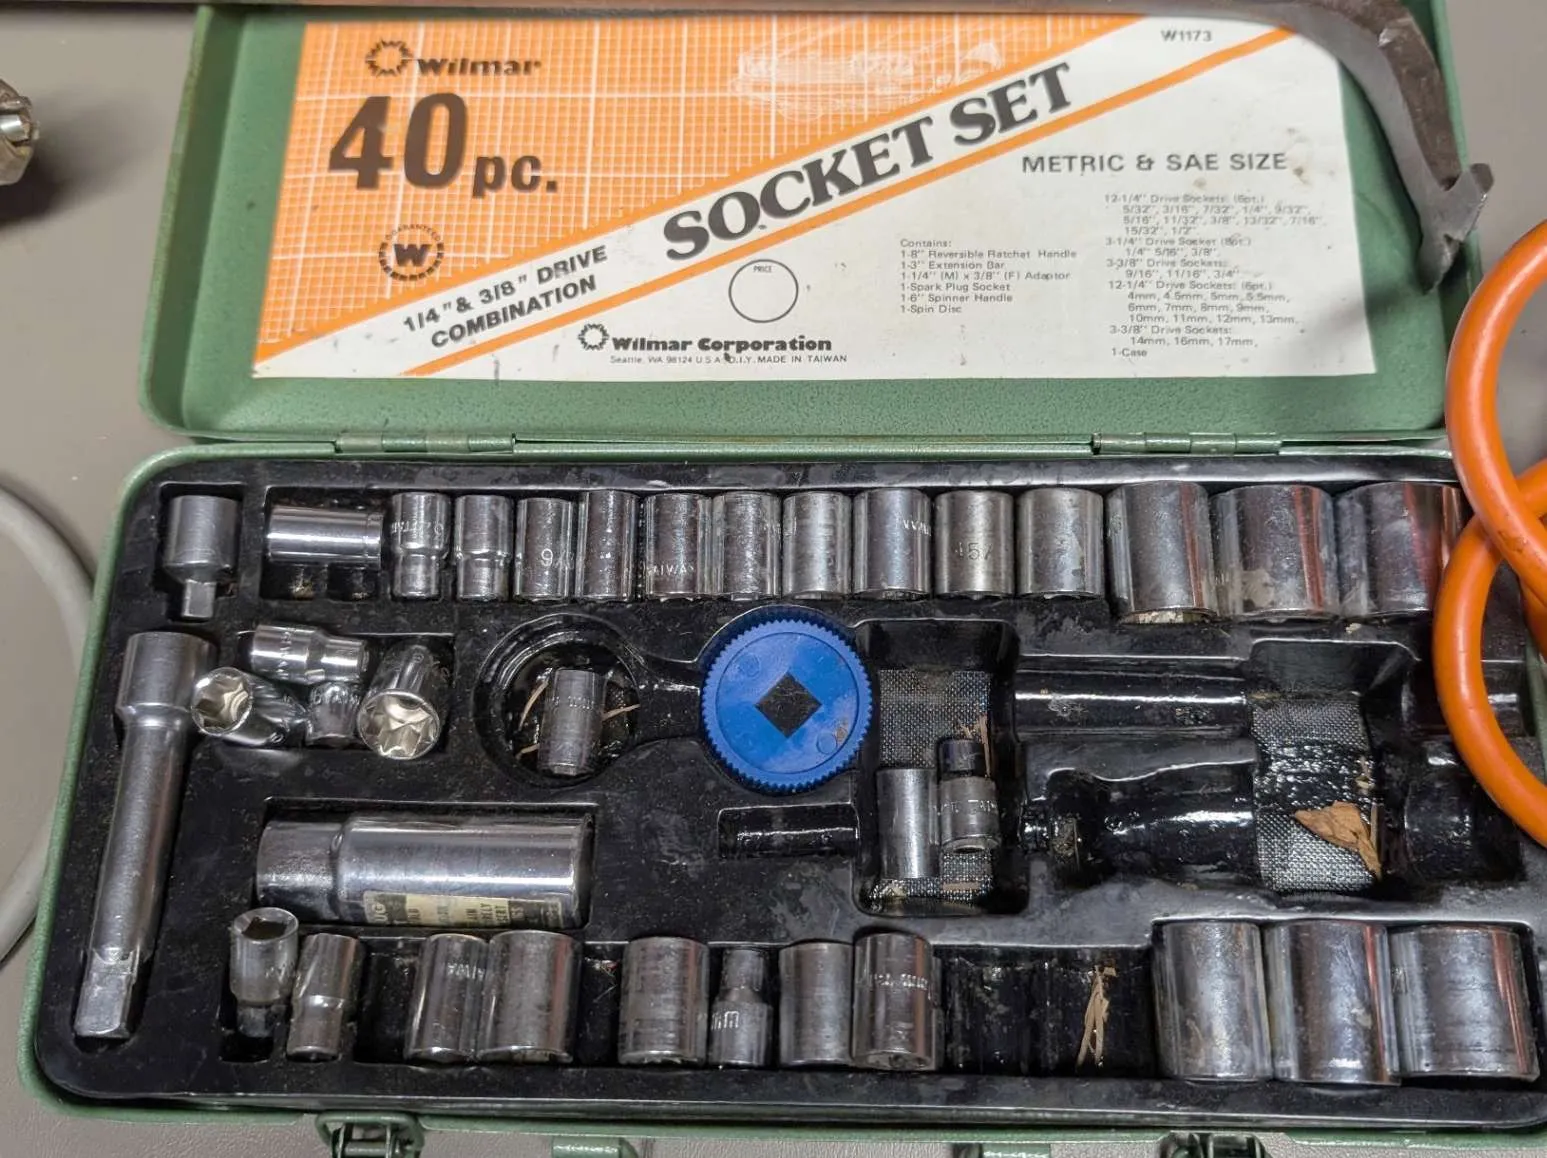 Wilmar
W1173
40 pc.
SOCKET SET
METRIC & SAE SIZE
GUARANTEED
W
1/4" & 3/8" DRIVE
COMBINATION
PRICE
Wilmar Corporation
Seattle, WA 98124 U.S.A. D.I.Y. MADE IN TAIWAN
Contains:
1-8" Reversible Ratchet Handle
1-3" Extension Bar
1-1/4" (M) x 3/8" (F) Adaptor
1-Spark Plug Socket
1-6" Spinner Handle
1-Spin Disc
12-1/4" Drive Sockets: (6pt.)
5/32", 3/16", 7/32", 1/4", 9/32",
5/16", 11/32", 3/8", 13/32", 7/16",
15/32", 1/2"
3-1/4" Drive Socket (8pt.)
1/4", 5/16", 3/8",
3-3/8" Drive Sockets:
9/16", 11/16", 3/4"
12-1/4" Drive Sockets: (6pt.)
4mm, 4.5mm, 5mm, 5.5mm,
6mm, 7mm, 8mm, 9mm,
10mm, 11mm, 12mm, 13mm,
3-3/8" Drive Sockets:
14mm, 16mm, 17mm,
1-Case